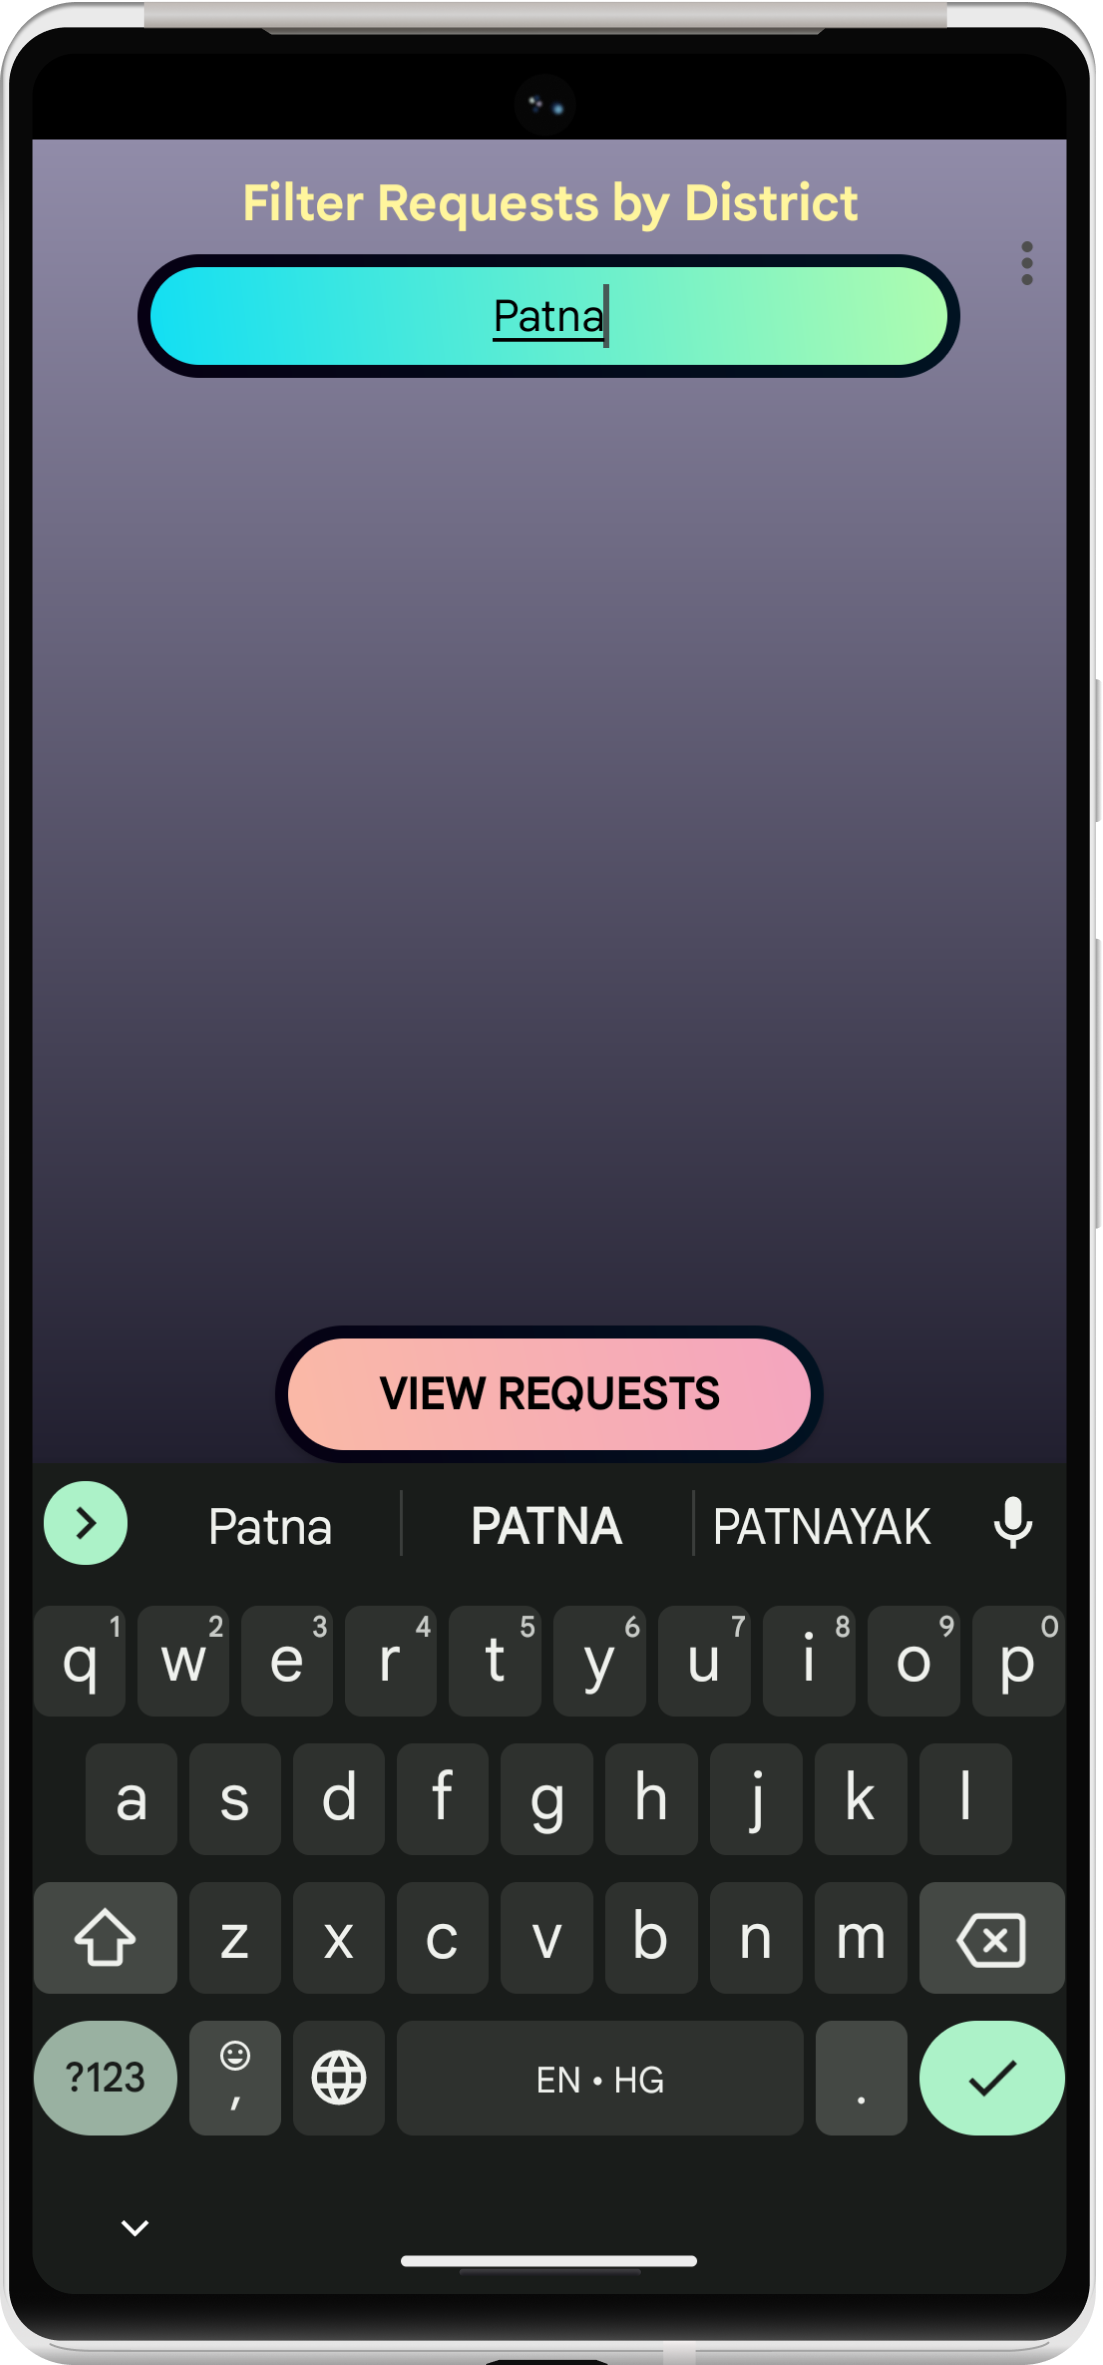 Filter Requests by District
Patna
VIEW REQUESTS
Patna PATNA PATNAYAK
1 2 3 4 5 6 7 8 9 0
q w e r t y u i o p
a s d f g h j k l
z x c v b n m
?123 , EN • HG .